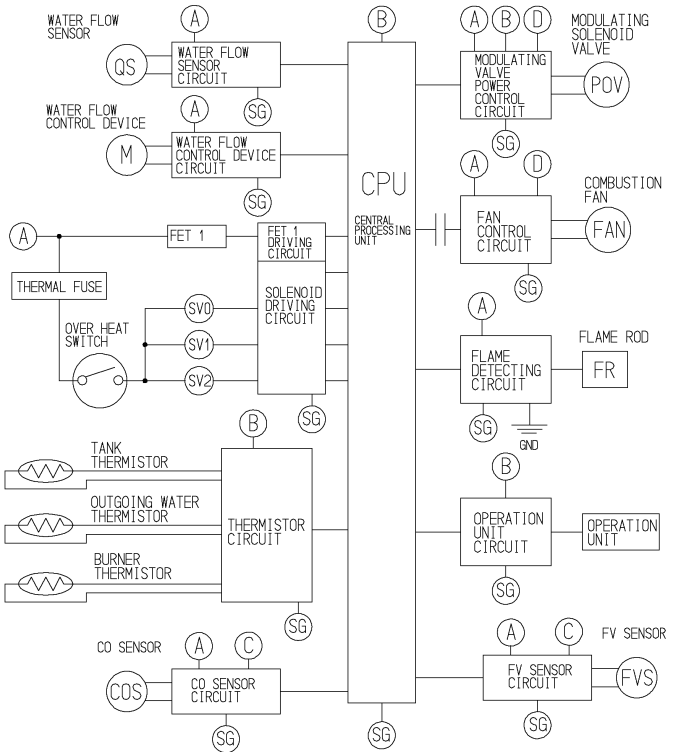 WATER FLOW
SENSOR
A
QS
WATER FLOW
SENSOR
CIRCUIT
SG
WATER FLOW
CONTROL DEVICE
A
M
WATER FLOW
CONTROL DEVICE
CIRCUIT
SG
A
FET 1
FET 1
DRIVING
CIRCUIT
THERMAL FUSE
OVER HEAT
SWITCH
SV0
SV1
SV2
SOLENOID
DRIVING
CIRCUIT
SG
B
TANK
THERMISTOR
OUTGOING WATER
THERMISTOR
BURNER
THERMISTOR
THERMISTOR
CIRCUIT
SG
CO SENSOR
A
C
COS
CO SENSOR
CIRCUIT
SG
B
CPU
CENTRAL
PROCESSING
UNIT
SG
A
B
D
MODULATING
SOLENOID
VALVE
MODULATING
VALVE
POWER
CONTROL
CIRCUIT
POV
SG
A
D
COMBUSTION
FAN
FAN
CONTROL
CIRCUIT
FAN
SG
A
FLAME ROD
FLAME
DETECTING
CIRCUIT
FR
SG
GND
B
OPERATION
UNIT
CIRCUIT
OPERATION
UNIT
SG
A
C
FV SENSOR
FV SENSOR
CIRCUIT
FVS
SG